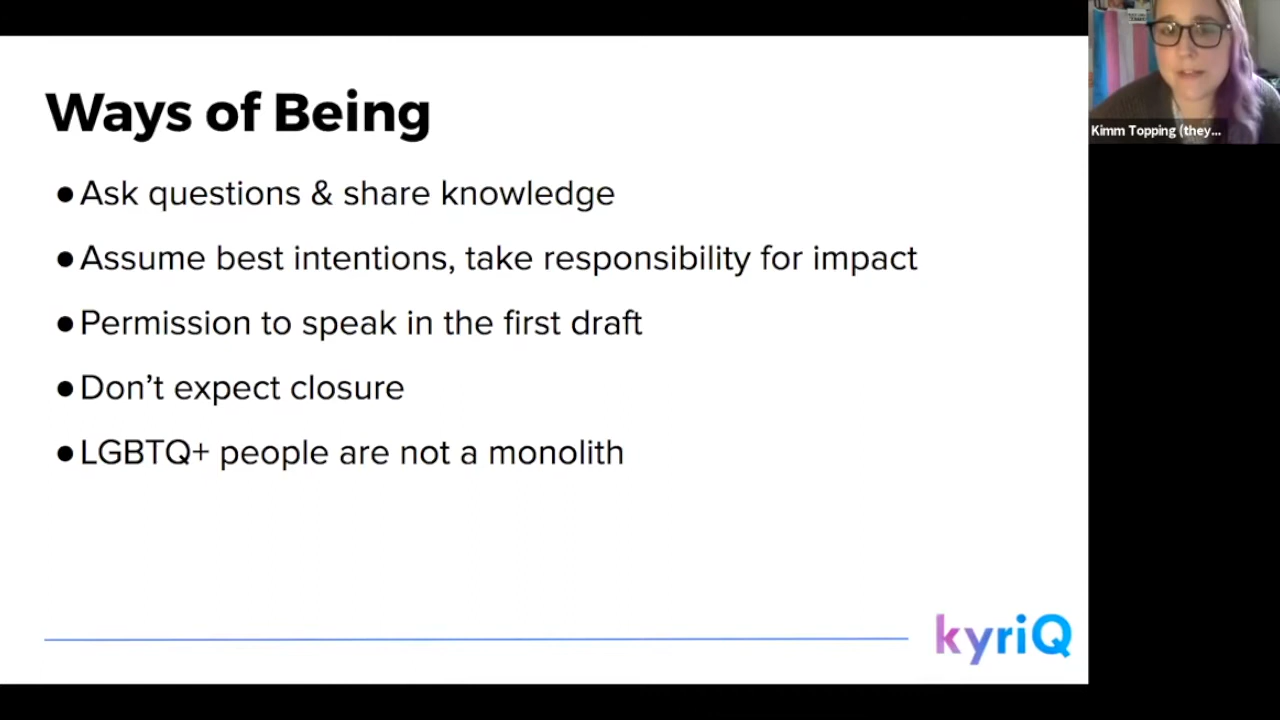 Ways of Being
● Ask questions & share knowledge
● Assume best intentions, take responsibility for impact
● Permission to speak in the first draft
● Don’t expect closure
● LGBTQ+ people are not a monolith
kyriQ
Kimm Topping (they...